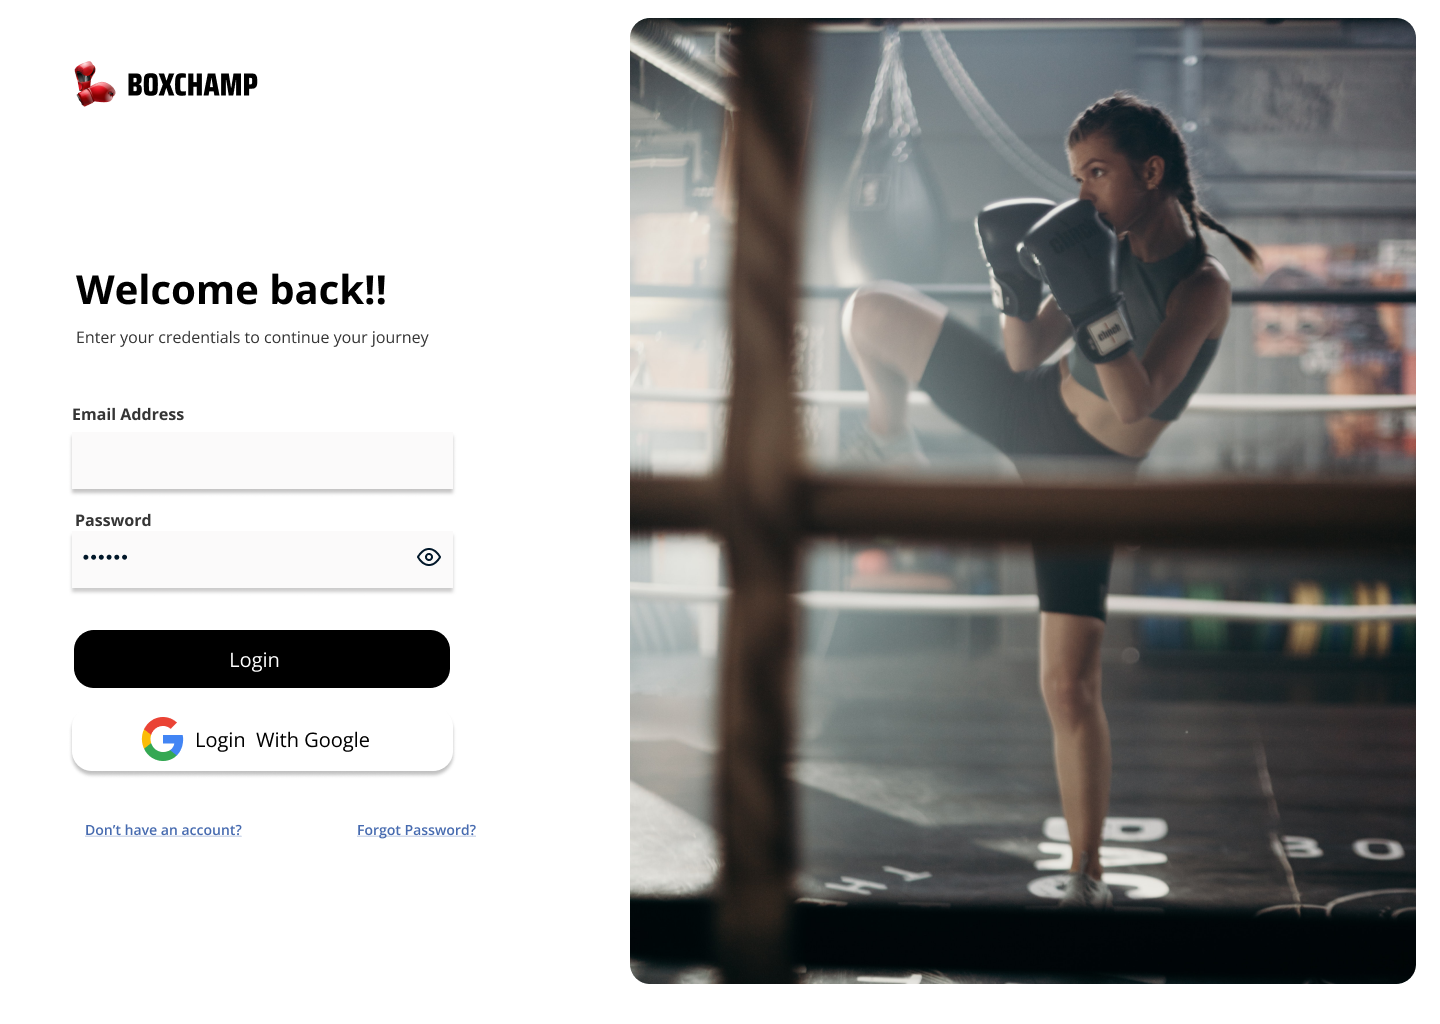 BOXCHAMP
Welcome back!!
Enter your credentials to continue your journey
Email Address
Password
••••••
Login
Login  With Google
Don’t have an account?
Forgot Password?